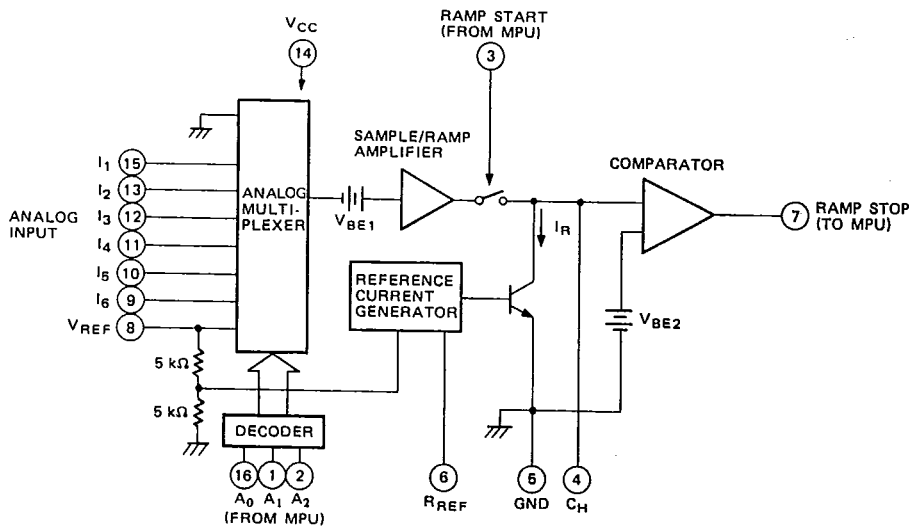 RAMP START
(FROM MPU)
VCC
14
3
SAMPLE/RAMP
AMPLIFIER
COMPARATOR
ANALOG
INPUT
I1 15
I2 13
I3 12
I4 11
I5 10
I6 9
VREF 8
ANALOG
MULTI-
PLEXER
VBE1
IR
7 RAMP STOP
(TO MPU)
REFERENCE
CURRENT
GENERATOR
VBE2
5 kΩ
5 kΩ
DECODER
16 1 2
A0 A1 A2
(FROM MPU)
6
RREF
5
GND
4
CH